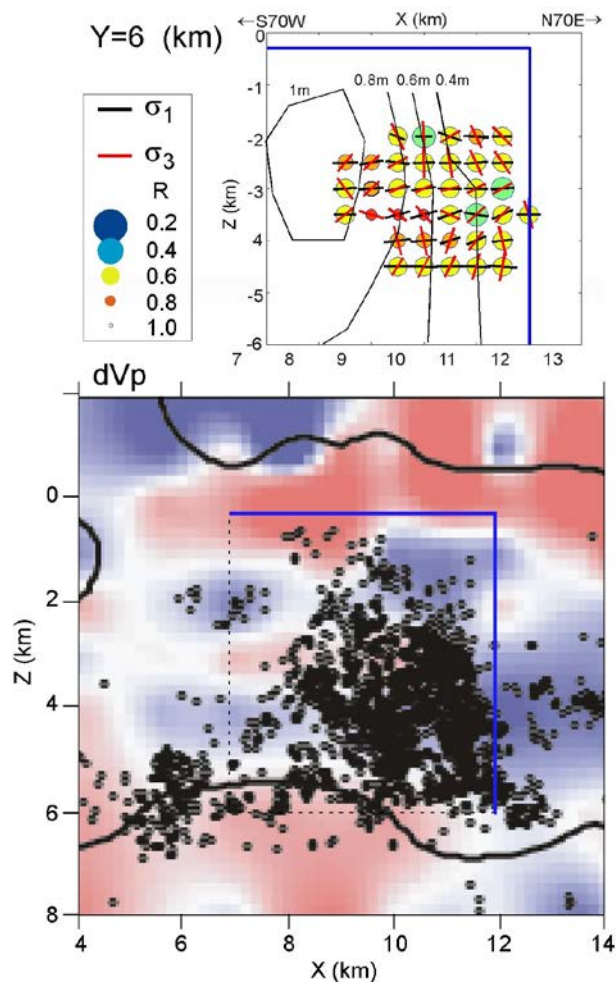 ←S70W X (km) N70E→
Y=6 (km)
0
-1
-2
-3
-4
-5
-6
Z (km)
1m
0.8m
0.6m
0.4m
σ1
σ3
R
0.2
0.4
0.6
0.8
1.0
7 8 9 10 11 12 13
dVp
0
2
4
6
8
Z (km)
4 6 8 10 12 14
X (km)